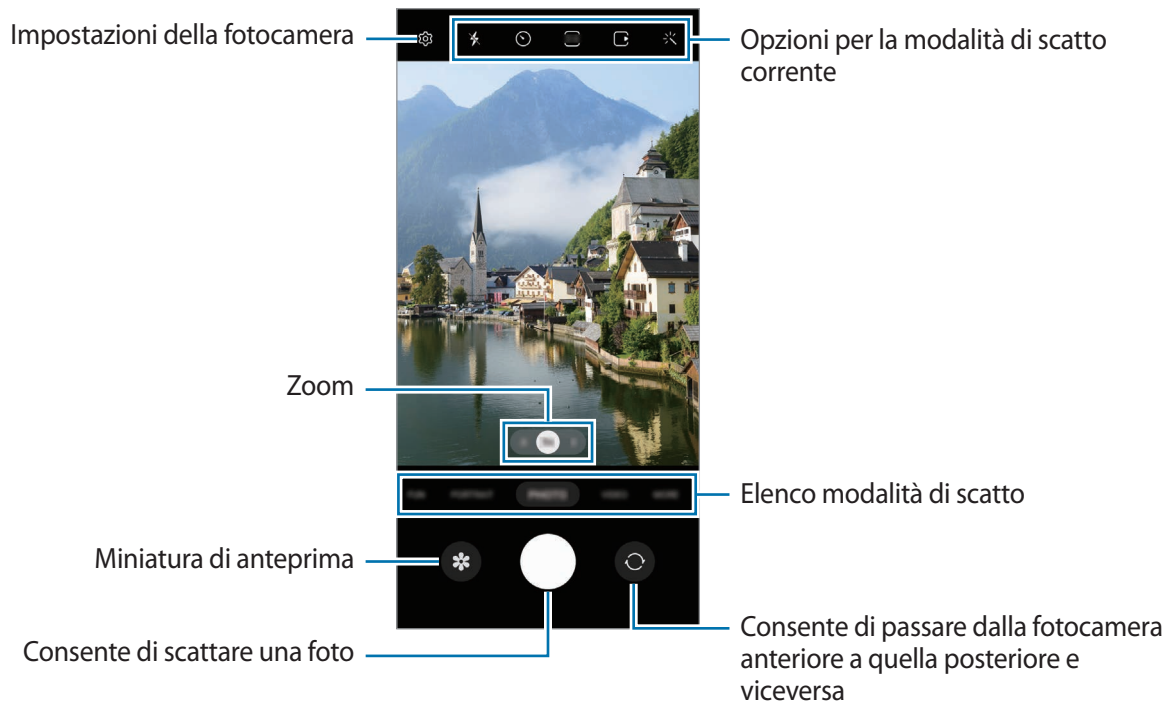 Impostazioni della fotocamera
Opzioni per la modalità di scatto
corrente
Zoom
Elenco modalità di scatto
Miniatura di anteprima
Consente di scattare una foto
Consente di passare dalla fotocamera
anteriore a quella posteriore e
viceversa